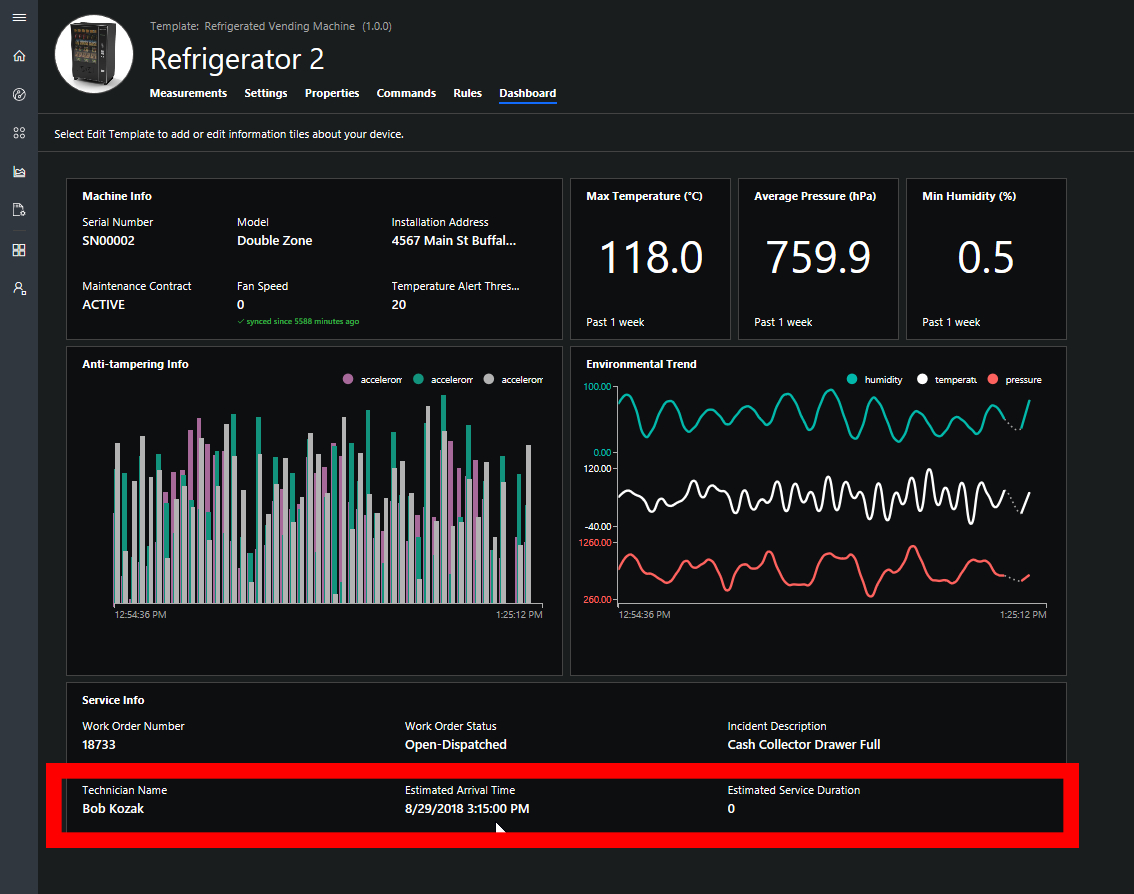 Template: Refrigerated Vending Machine (1.0.0)
Refrigerator 2
Measurements Settings Properties Commands Rules Dashboard
Select Edit Template to add or edit information tiles about your device.
Machine Info
Serial Number Model Installation Address
SN00002 Double Zone 4567 Main St Buffal...
Maintenance Contract Fan Speed Temperature Alert Thres...
ACTIVE 0 20
✓ synced since 5588 minutes ago
Max Temperature (°C)
118.0
Past 1 week
Average Pressure (hPa)
759.9
Past 1 week
Min Humidity (%)
0.5
Past 1 week
Anti-tampering Info
accelerom accelerom accelerom
12:54:36 PM 1:25:12 PM
Environmental Trend
humidity temperatu pressure
100.00
0.00
120.00
-40.00
1260.00
260.00
12:54:36 PM 1:25:12 PM
Service Info
Work Order Number Work Order Status Incident Description
18733 Open-Dispatched Cash Collector Drawer Full
Technician Name Estimated Arrival Time Estimated Service Duration
Bob Kozak 8/29/2018 3:15:00 PM 0